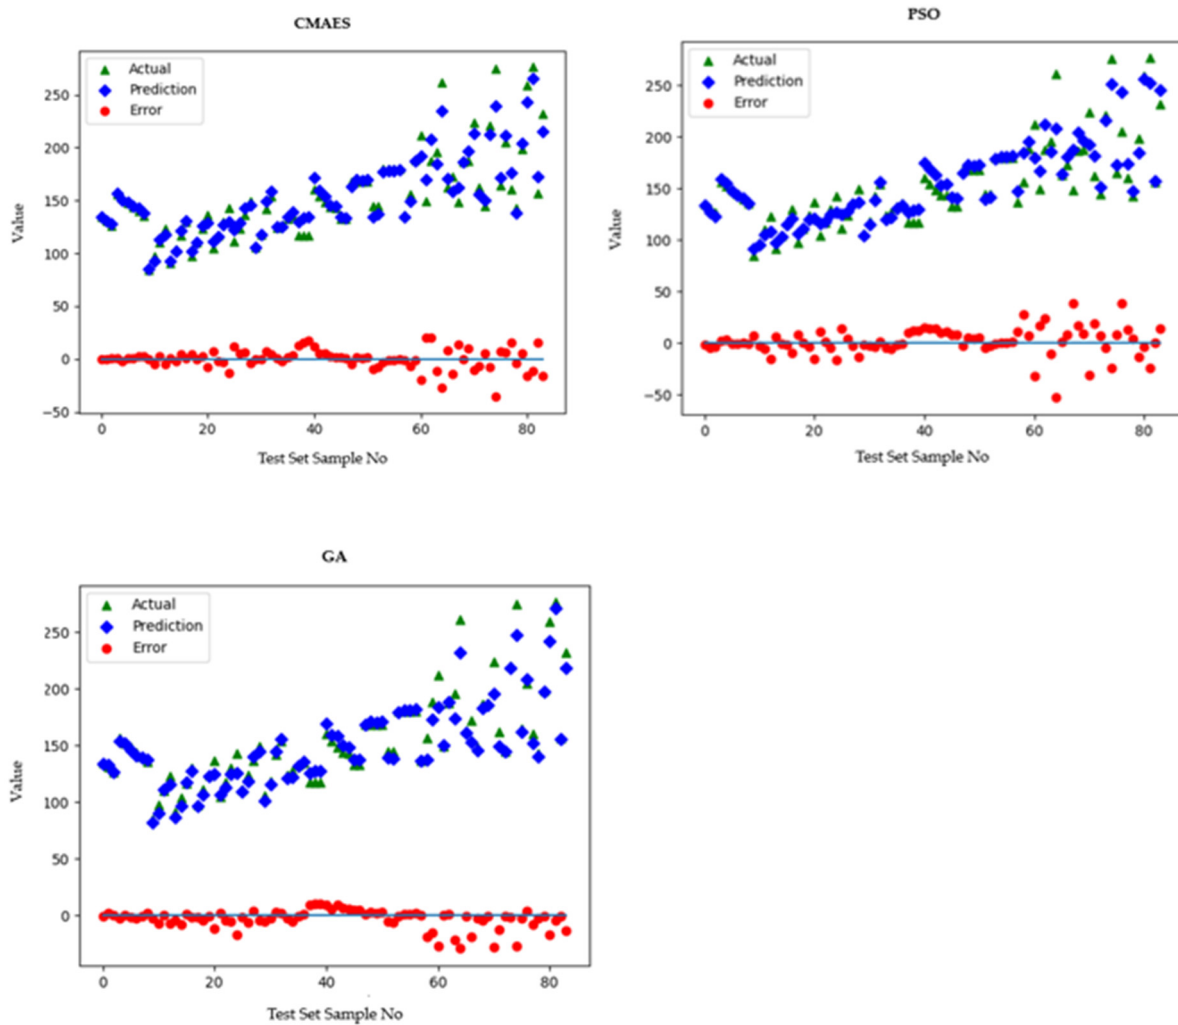 CMAES
Actual
Prediction
Error
250
200
150
100
50
0
−50
0 20 40 60 80
Value
Test Set Sample No
PSO
Actual
Prediction
Error
250
200
150
100
50
0
−50
0 20 40 60 80
Value
Test Set Sample No
GA
Actual
Prediction
Error
250
200
150
100
50
0
0 20 40 60 80
Value
Test Set Sample No